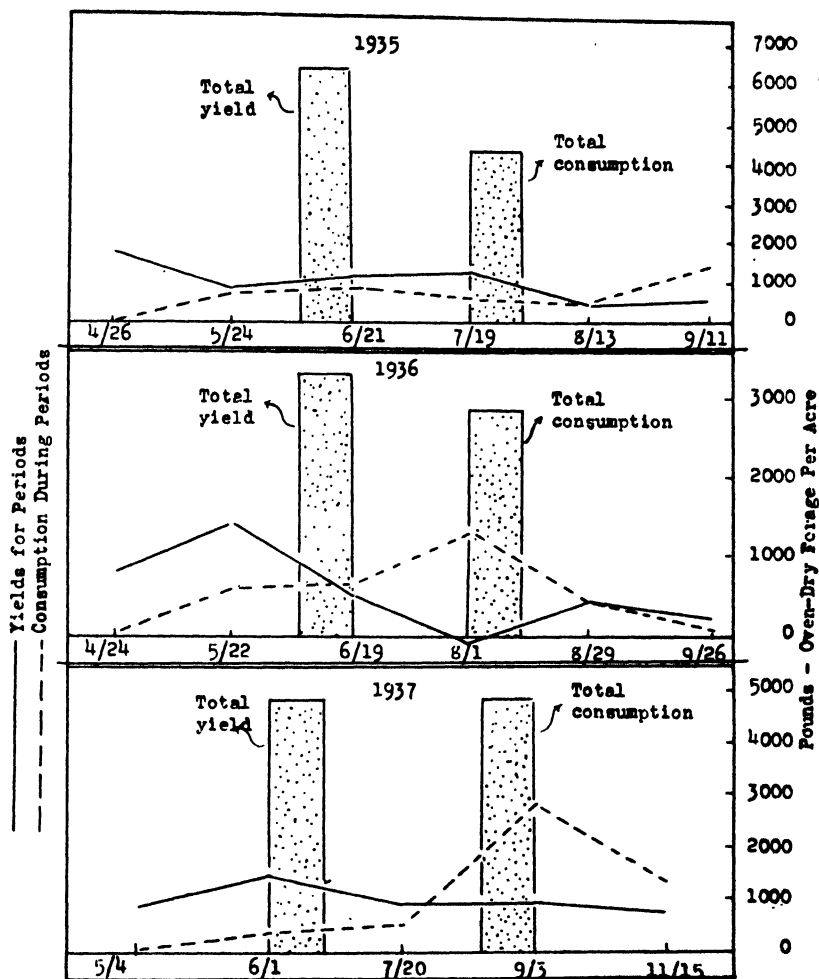 1935
Total
yield
Total
consumption
7000
6000
5000
4000
3000
2000
1000
0
4/26
5/24
6/21
7/19
8/13
9/11
1936
Total
yield
Total
consumption
3000
2000
1000
0
4/24
5/22
6/19
8/1
8/29
9/26
1937
Total
yield
Total
consumption
5000
4000
3000
2000
1000
0
5/4
6/1
7/20
9/3
11/15
Yields for Periods
Consumption During Periods
Pounds - Oven-Dry Forage Per Acre